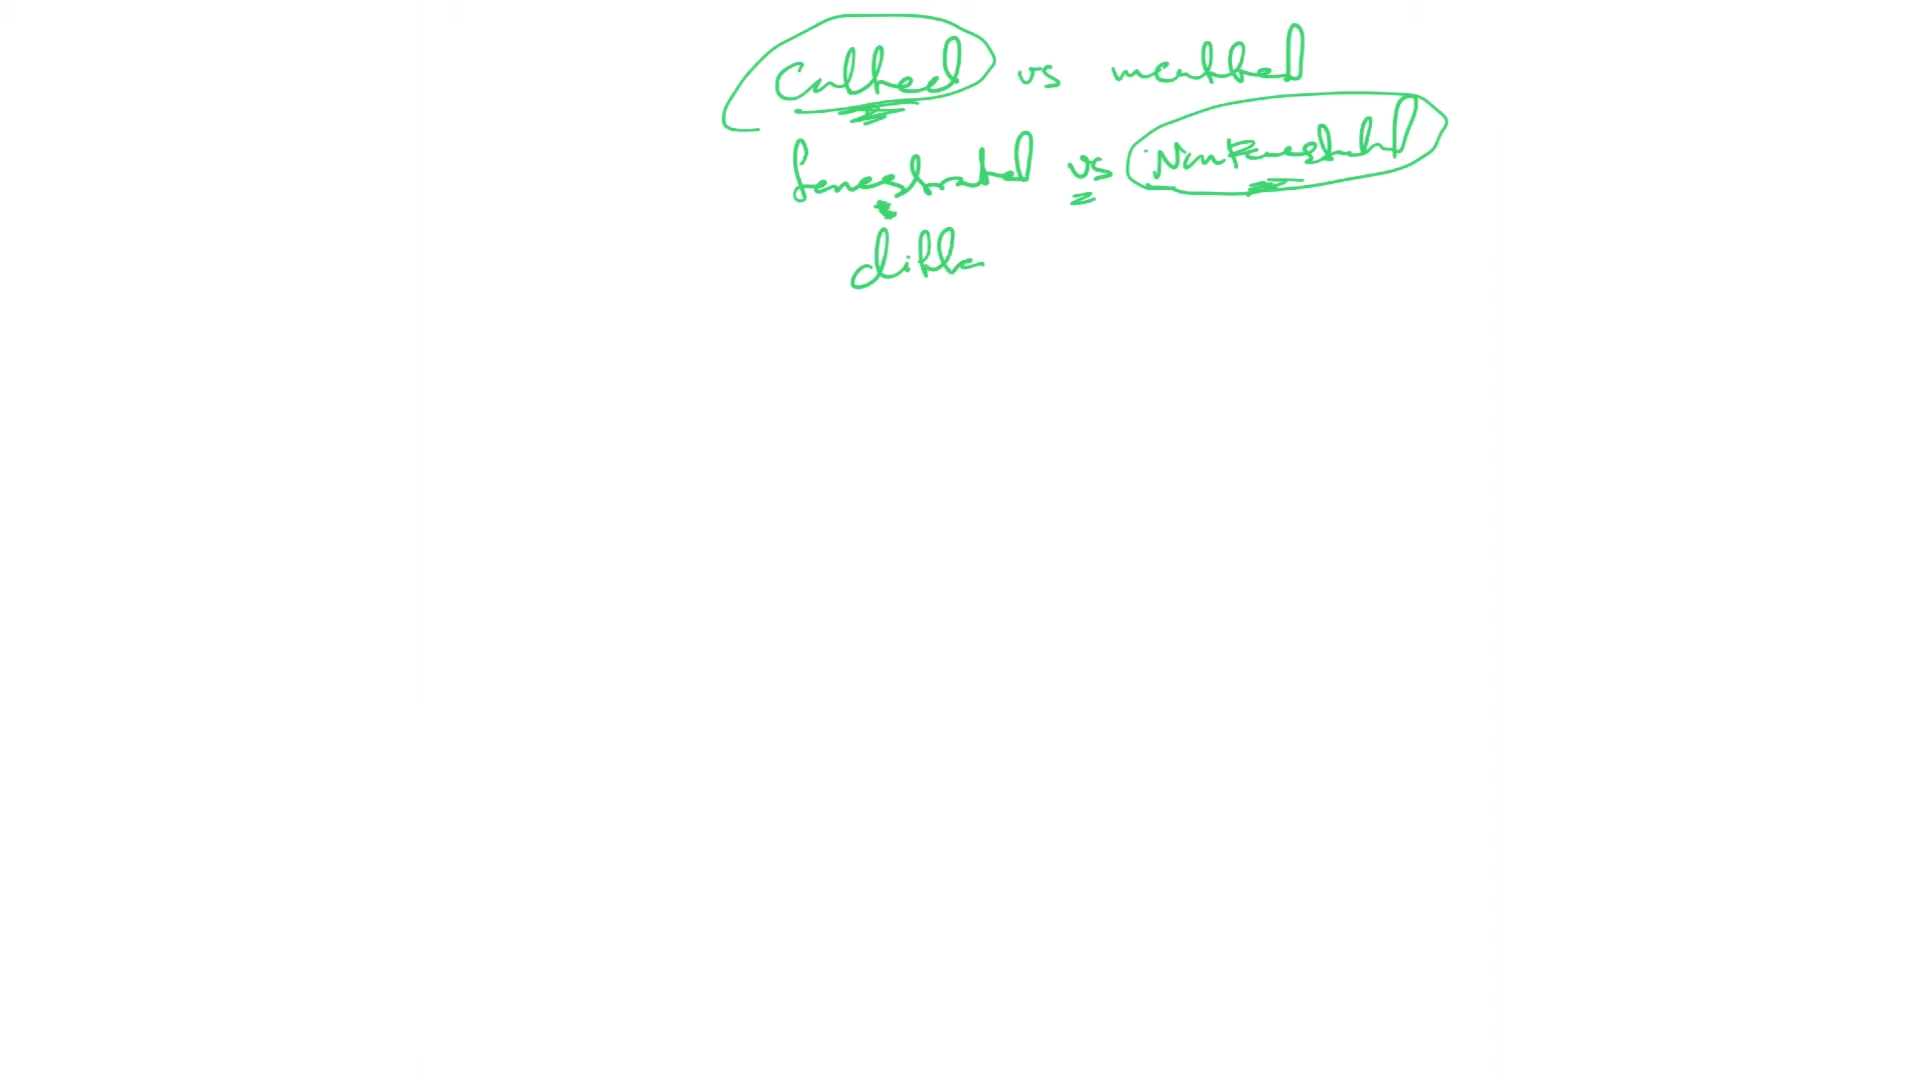 Cuffed vs uncuffed
fenestrated vs Nonfenestrated